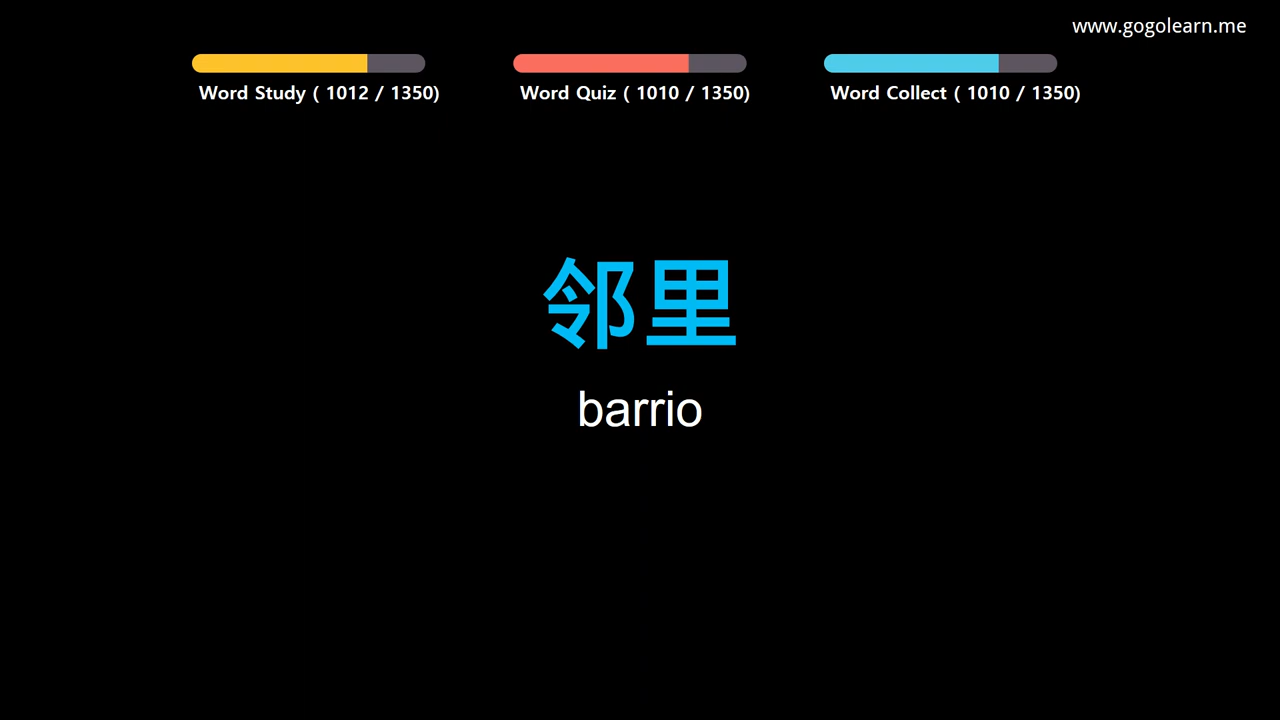 www.gogolearn.me
Word Study ( 1012 / 1350)
Word Quiz ( 1010 / 1350)
Word Collect ( 1010 / 1350)
邻里
barrio